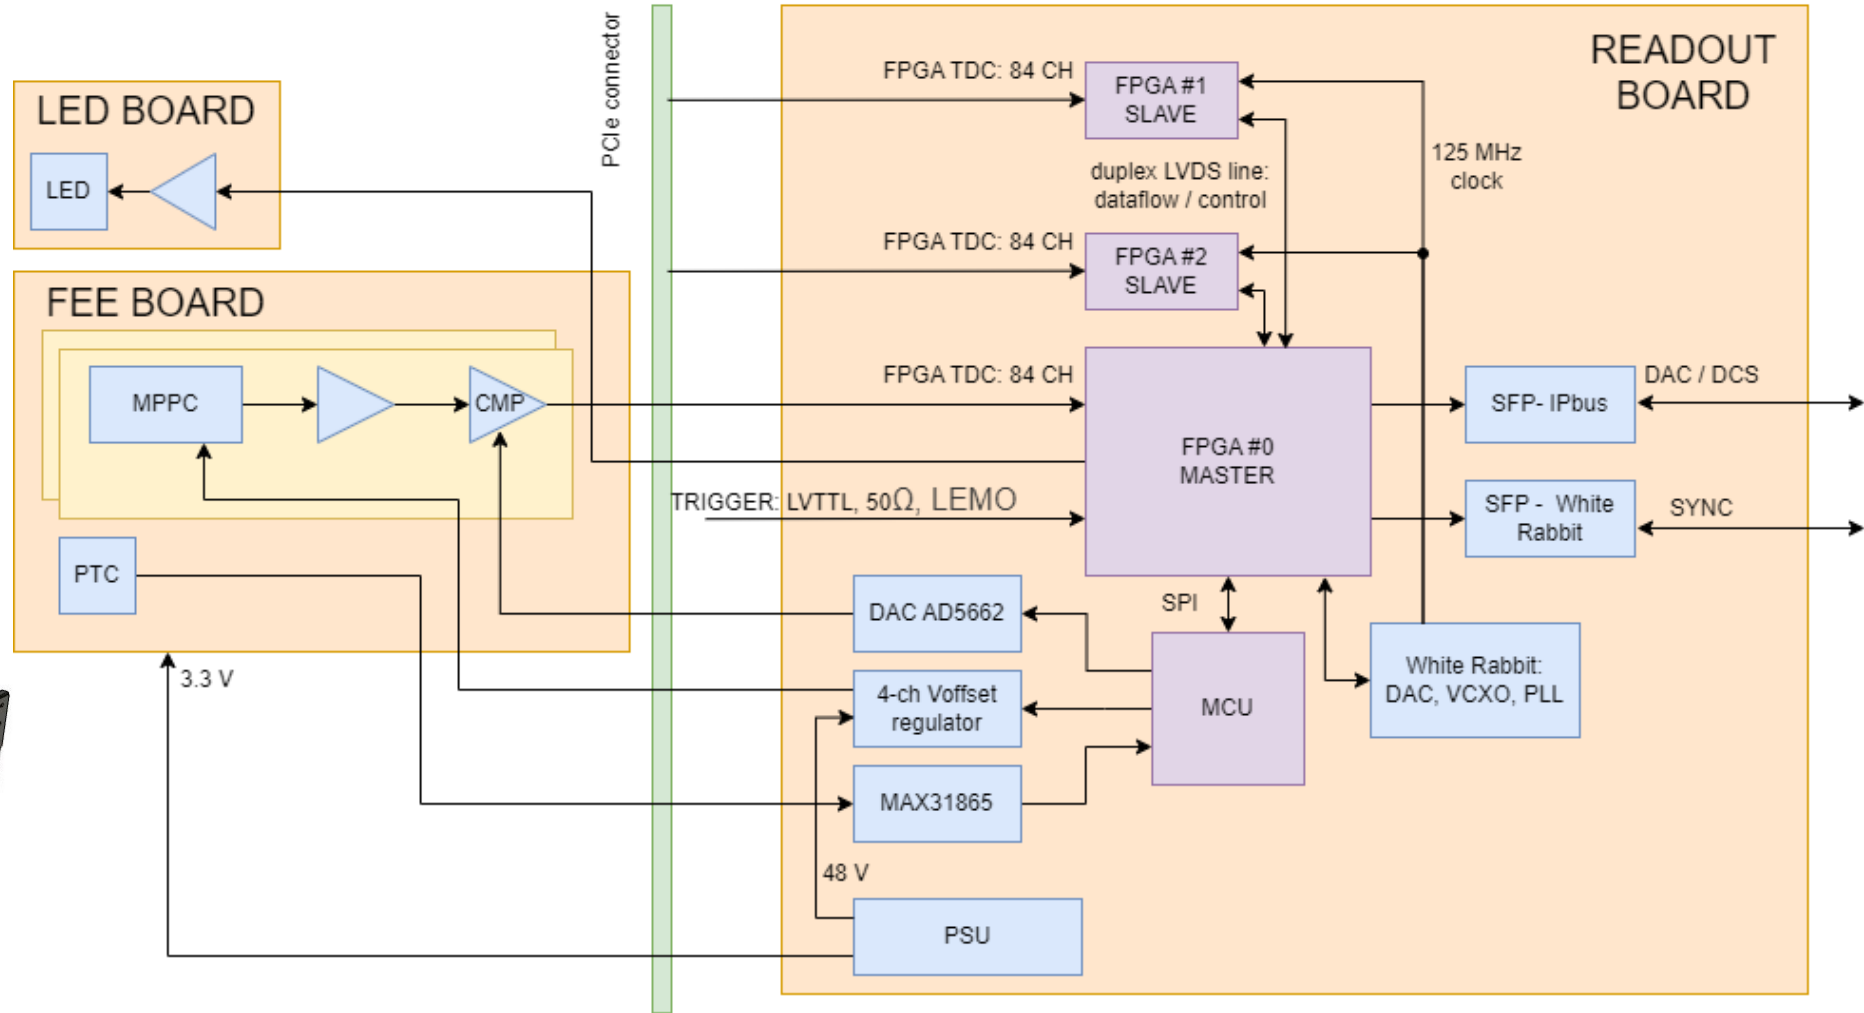 PCIe connector
READOUT
BOARD
LED BOARD
LED
FPGA TDC: 84 CH
FPGA #1
SLAVE
125 MHz
clock
duplex LVDS line:
dataflow / control
FPGA TDC: 84 CH
FPGA #2
SLAVE
FEE BOARD
MPPC
CMP
FPGA TDC: 84 CH
FPGA #0
MASTER
SFP- IPbus
DAC / DCS
TRIGGER: LVTTL, 50Ω, LEMO
SFP - White
Rabbit
SYNC
PTC
DAC AD5662
SPI
3.3 V
4-ch Voffset
regulator
MCU
White Rabbit:
DAC, VCXO, PLL
MAX31865
48 V
PSU